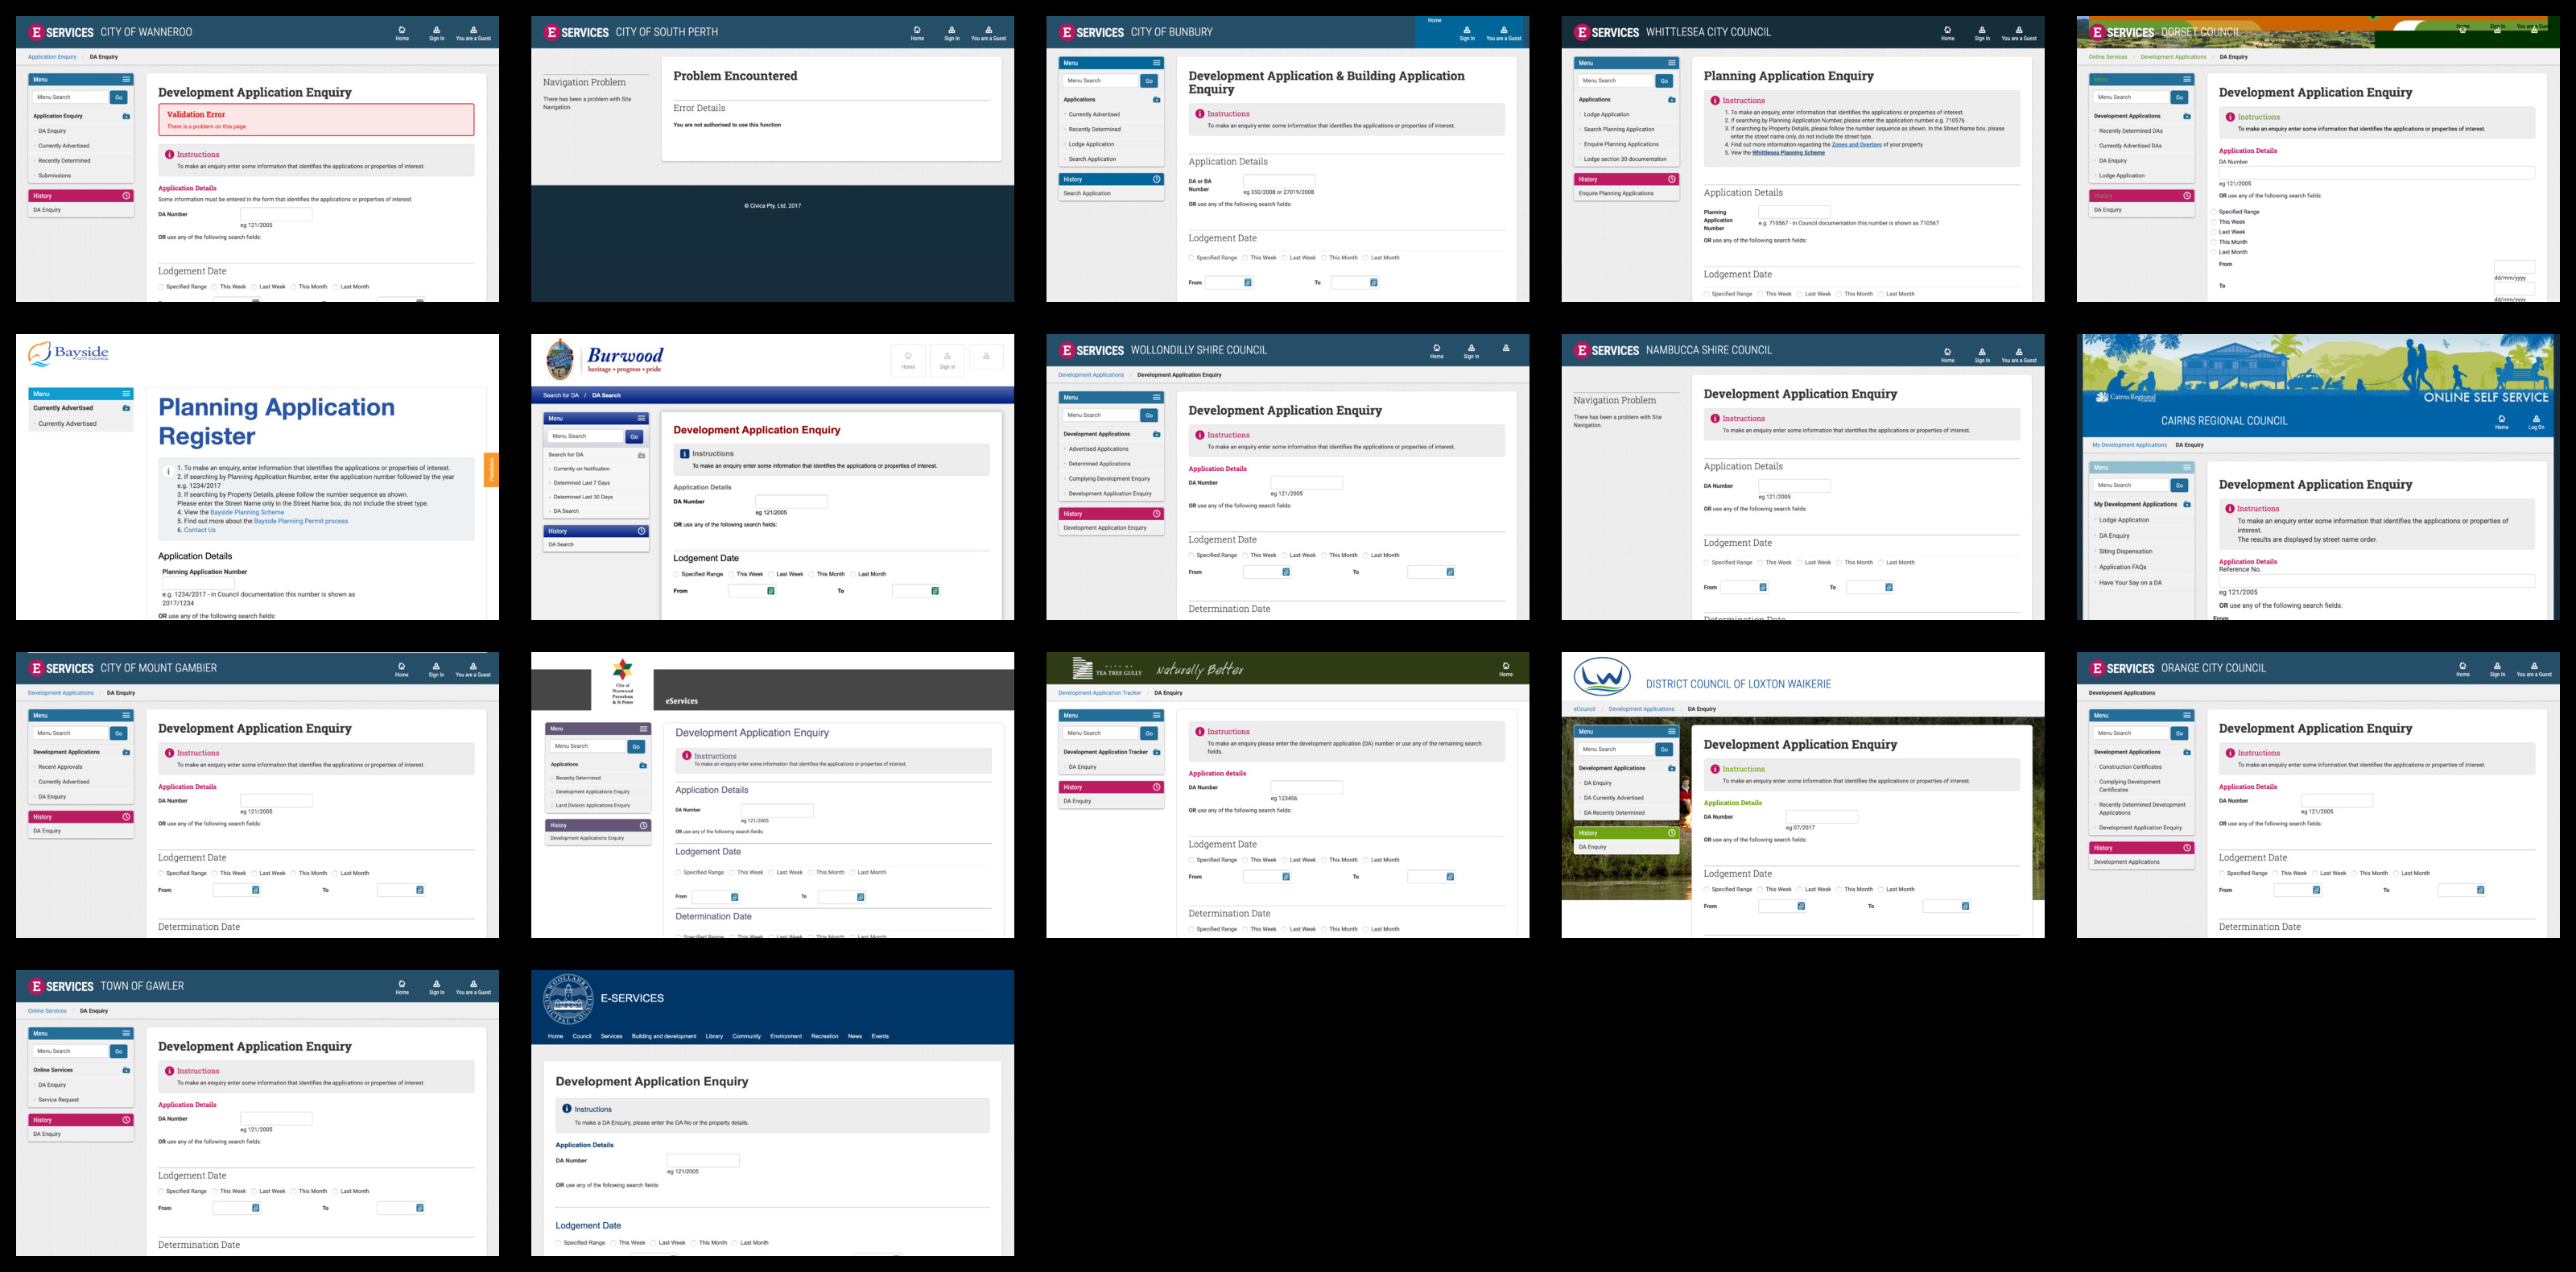 E SERVICES CITY OF WANNEROO
Home
Sign In
You are a Guest
Application Enquiry / DA Enquiry
Menu
Menu Search
Go
Application Enquiry
DA Enquiry
Currently Advertised
Recently Determined
Submissions
History
DA Enquiry
Development Application Enquiry
Validation Error
There is a problem on this page.
Instructions
To make an enquiry enter some information that identifies the applications or properties of interest.
Application Details
Some information must be entered in the form that identifies the applications or properties of interest.
DA Number
eg 121/2005
OR use any of the following search fields:
Lodgement Date
Specified Range This Week Last Week This Month Last Month
E SERVICES CITY OF SOUTH PERTH
Home
Sign In
You are a Guest
Navigation Problem
There has been a problem with Site
Navigation.
Problem Encountered
Error Details
You are not authorised to use this function
© Civica Pty. Ltd. 2017
E SERVICES CITY OF BUNBURY
Home
Sign In
You are a Guest
Menu
Menu Search
Go
Applications
Currently Advertised
Recently Determined
Lodge Application
Search Application
History
Search Application
Development Application & Building Application
Enquiry
Instructions
To make an enquiry enter some information that identifies the applications or properties of interest.
Application Details
DA or BA
Number
eg 350/2008 or 27019/2008
OR use any of the following search fields:
Lodgement Date
Specified Range This Week Last Week This Month Last Month
From
To
E SERVICES WHITTLESEA CITY COUNCIL
Home
Sign In
You are a Guest
Menu
Menu Search
Go
Applications
Lodge Application
Search Planning Application
Enquire Planning Applications
Lodge section 30 documentation
History
Enquire Planning Applications
Planning Application Enquiry
Instructions
1. To make an enquiry, enter information that identifies the applications or properties of interest.
2. If searching by Planning Application Number, please enter the application number e.g. 710576 .
3. If searching by Property Details, please follow the number sequence as shown. In the Street Name box, please
enter the street name only, do not include the street type.
4. Find out more information regarding the Zones and Overlays of your property
5. View the Whittlesea Planning Scheme
Application Details
Planning
Application
Number
e.g. 710567 - in Council documentation this number is shown as 710567
OR use any of the following search fields:
Lodgement Date
Specified Range This Week Last Week This Month Last Month
E SERVICES DORSET COUNCIL
Home
Sign In
You are a Guest
Online Services / Development Applications / DA Enquiry
Menu
Menu Search
Go
Development Applications
Recently Determined DAs
Currently Advertised DAs
DA Enquiry
Lodge Application
History
DA Enquiry
Development Application Enquiry
Instructions
To make an enquiry enter some information that identifies the applications or properties of interest.
Application Details
DA Number
eg 121/2005
OR use any of the following search fields:
Specified Range
This Week
Last Week
This Month
Last Month
From
dd/mm/yyyy
To
dd/mm/yyyy
Bayside
CITY COUNCIL
Menu
Currently Advertised
Currently Advertised
Planning Application
Register
1. To make an enquiry, enter information that identifies the applications or properties of interest.
2. If searching by Planning Application Number, enter the application number followed by the year
e.g. 1234/2017
3. If searching by Property Details, please follow the number sequence as shown.
Please enter the Street Name only in the Street Name box, do not include the street type.
4. View the Bayside Planning Scheme
5. Find out more about the Bayside Planning Permit process
6. Contact Us
Feedback
Application Details
Planning Application Number
e.g. 1234/2017 - in Council documentation this number is shown as
2017/1234
OR use any of the following search fields:
Burwood
heritage • progress • pride
Home
Sign In
Search for DA / DA Search
Menu
Menu Search
Go
Search for DA
Currently on Notification
Determined Last 7 Days
Determined Last 30 Days
DA Search
History
DA Search
Development Application Enquiry
Instructions
To make an enquiry enter some information that identifies the applications or properties of interest.
Application Details
DA Number
eg 121/2005
OR use any of the following search fields:
Lodgement Date
Specified Range This Week Last Week This Month Last Month
From
To
E SERVICES WOLLONDILLY SHIRE COUNCIL
Home
Sign In
Development Applications / Development Application Enquiry
Menu
Menu Search
Go
Development Applications
Advertised Applications
Determined Applications
Complying Development Enquiry
Development Application Enquiry
History
Development Application Enquiry
Development Application Enquiry
Instructions
To make an enquiry enter some information that identifies the applications or properties of interest.
Application Details
DA Number
eg 121/2005
OR use any of the following search fields:
Lodgement Date
Specified Range This Week Last Week This Month Last Month
From
To
Determination Date
E SERVICES NAMBUCCA SHIRE COUNCIL
Home
Sign In
You are a Guest
Navigation Problem
There has been a problem with Site
Navigation.
Development Application Enquiry
Instructions
To make an enquiry enter some information that identifies the applications or properties of interest.
Application Details
DA Number
eg 121/2005
OR use any of the following search fields:
Lodgement Date
Specified Range This Week Last Week This Month Last Month
From
To
Determination Date
Cairns Regional
ONLINE SELF SERVICE
CAIRNS REGIONAL COUNCIL
Home
Log On
My Development Applications DA Enquiry
Menu
Menu Search
Go
My Development Applications
Lodge Application
DA Enquiry
Siting Dispensation
Application FAQs
Have Your Say on a DA
Development Application Enquiry
Instructions
To make an enquiry enter some information that identifies the applications or properties of
interest.
The results are displayed by street name order.
Application Details
Reference No.
eg 121/2005
OR use any of the following search fields:
From
E SERVICES CITY OF MOUNT GAMBIER
Home
Sign In
You are a Guest
Development Applications / DA Enquiry
Menu
Menu Search
Go
Development Applications
Recent Approvals
Currently Advertised
DA Enquiry
History
DA Enquiry
Development Application Enquiry
Instructions
To make an enquiry enter some information that identifies the applications or properties of interest.
Application Details
DA Number
eg 121/2005
OR use any of the following search fields:
Lodgement Date
Specified Range This Week Last Week This Month Last Month
From
To
Determination Date
City of
Norwood
Payneham
& St Peters
eServices
Menu
Menu Search
Go
Applications
Recently Determined
Development Applications Enquiry
Land Division Applications Enquiry
History
Development Applications Enquiry
Development Application Enquiry
Instructions
To make an enquiry enter some information that identifies the applications or properties of interest.
Application Details
DA Number
eg 121/2005
OR use any of the following search fields:
Lodgement Date
Specified Range This Week Last Week This Month Last Month
From
To
Determination Date
Specified Range This Week Last Week This Month Last Month
CITY OF
TEA TREE GULLY
Naturally Better
Home
Development Application Tracker / DA Enquiry
Menu
Menu Search
Go
Development Application Tracker
DA Enquiry
History
DA Enquiry
Instructions
To make an enquiry please enter the development application (DA) number or use any of the remaining search
fields.
Application details
DA Number
eg 123456
OR use any of the following search fields:
Lodgement Date
Specified Range This Week Last Week This Month Last Month
From
To
Determination Date
Specified Range This Week Last Week This Month Last Month
DISTRICT COUNCIL OF LOXTON WAIKERIE
eCouncil / Development Applications / DA Enquiry
Menu
Menu Search
Go
Development Applications
DA Enquiry
DA Currently Advertised
DA Recently Determined
History
DA Enquiry
Development Application Enquiry
Instructions
To make an enquiry enter some information that identifies the applications or properties of interest.
Application Details
DA Number
eg 07/2017
OR use any of the following search fields:
Lodgement Date
Specified Range This Week Last Week This Month Last Month
From
To
E SERVICES ORANGE CITY COUNCIL
Home
Sign In
You are a Guest
Development Applications
Menu
Menu Search
Go
Development Applications
Construction Certificates
Complying Development
Certificates
Recently Determined Development
Applications
Development Application Enquiry
History
Development Applications
Development Application Enquiry
Instructions
To make an enquiry enter some information that identifies the applications or properties of interest.
Application Details
DA Number
eg 121/2005
OR use any of the following search fields:
Lodgement Date
Specified Range This Week Last Week This Month Last Month
From
To
Determination Date
E SERVICES TOWN OF GAWLER
Home
Sign In
You are a Guest
Online Services / DA Enquiry
Menu
Menu Search
Go
Online Services
DA Enquiry
Service Request
History
DA Enquiry
Development Application Enquiry
Instructions
To make an enquiry enter some information that identifies the applications or properties of interest.
Application Details
DA Number
eg 121/2005
OR use any of the following search fields:
Lodgement Date
Specified Range This Week Last Week This Month Last Month
From
To
Determination Date
WOOLLAHRA MUNICIPAL COUNCIL
E-SERVICES
Home Council Services Building and development Library Community Environment Recreation News Events
Development Application Enquiry
Instructions
To make a DA Enquiry, please enter the DA No or the property details.
Application Details
DA Number
eg 121/2005
OR use any of the following search fields:
Lodgement Date
Specified Range This Week Last Week This Month Last Month